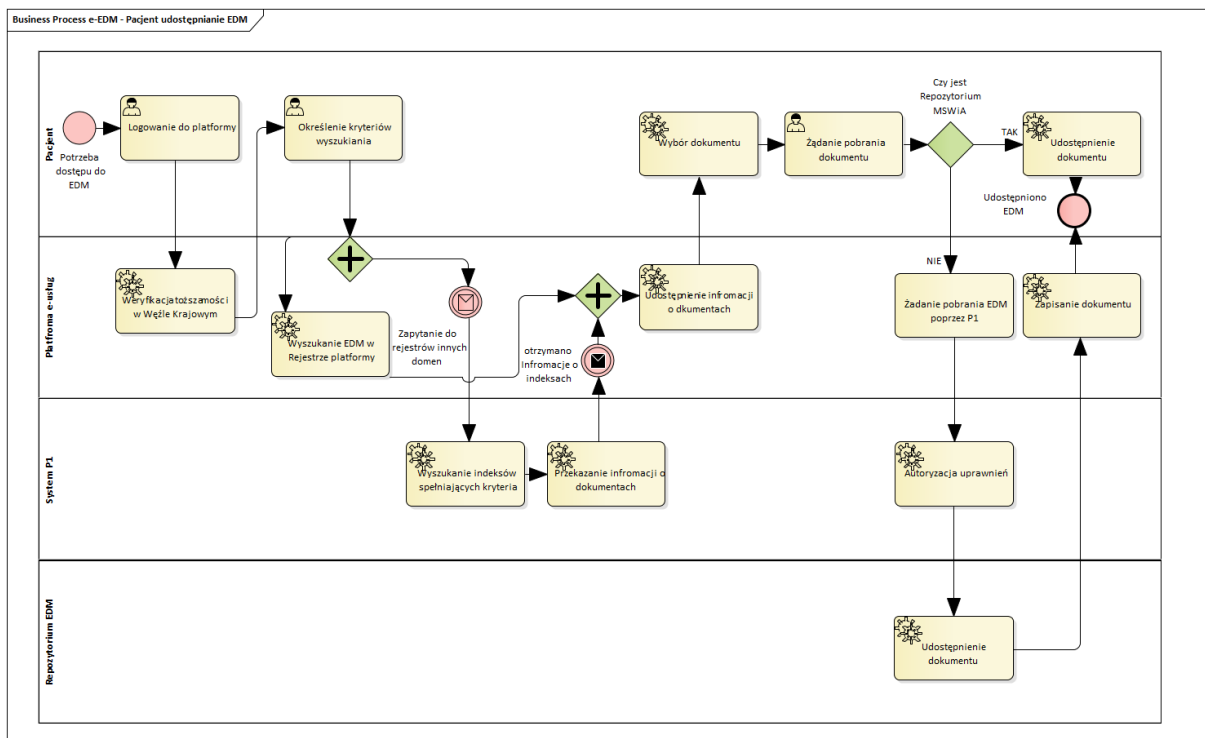 Business Process e-EDM - Pacjent udostępnianie EDM
Pacjent
Potrzeba
dostępu do
EDM
Logowanie do platformy
Określenie kryteriów
wyszukiania
Wybór dokumentu
Żądanie pobrania
dokumentu
Czy jest
Repozytorium
MSWiA
TAK
Udostępnienie
dokumentu
Udostępniono
EDM
NIE
Platforma e-usług
Weryfikacja tożsamości
w Węźle Krajowym
Wyszukanie EDM w
Rejestrze platformy
Zapytanie do
rejestrów innych
domen
otrzymano
Infromacje o
indeksach
Udostępnienie infromacji
o dkumentach
Żadanie pobrania EDM
poprzez P1
Zapisanie dokumentu
System P1
Wyszukanie indeksów
spełniających kryteria
Przekazanie infromacji o
dokumentach
Autoryzacja uprawnień
Repozytorium EDM
Udostępnienie
dokumentu